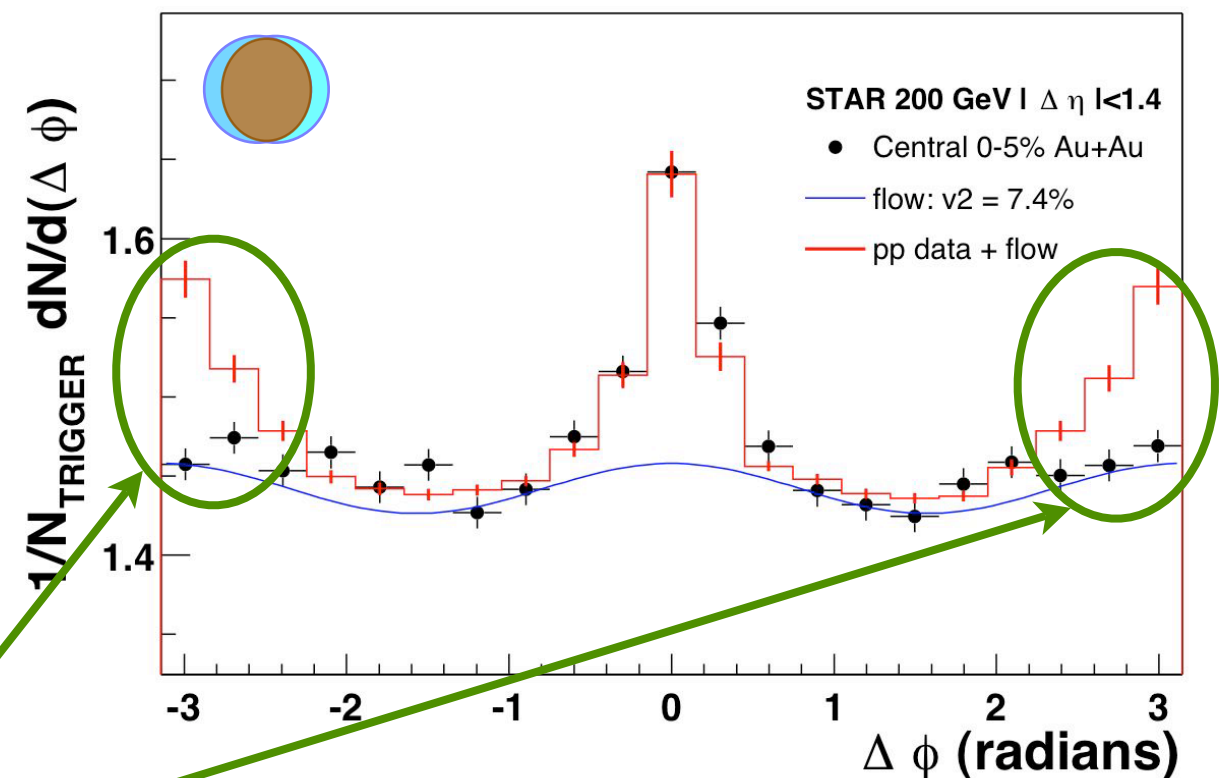 STAR 200 GeV | Δ η |<1.4
Central 0-5% Au+Au
flow: v2 = 7.4%
pp data + flow
1/N_TRIGGER dN/d(Δ φ)
1.6
1.4
-3 -2 -1 0 1 2 3
Δ φ (radians)